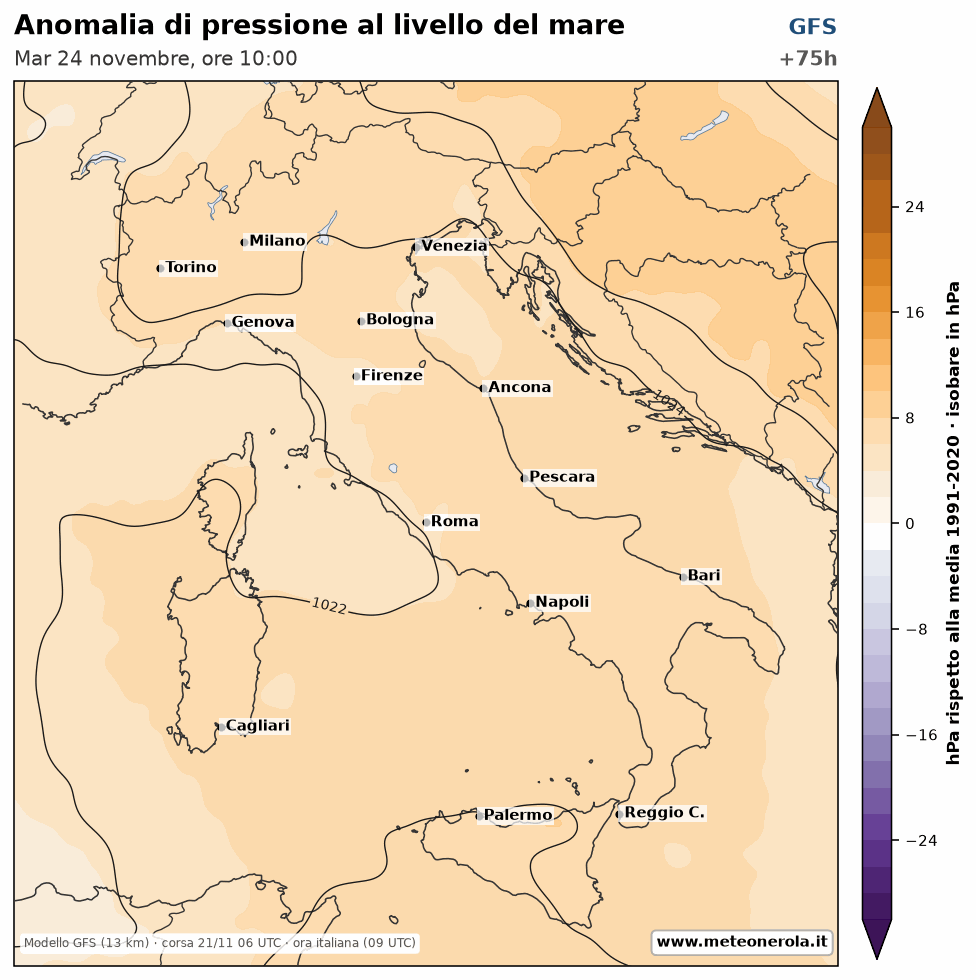 Anomalia di pressione al livello del mare
GFS
Mar 24 novembre, ore 10:00
+75h
Milano
Venezia
Torino
Genova
Bologna
Firenze
Ancona
1024
Pescara
Roma
Bari
Napoli
1022
Cagliari
Palermo
Reggio C.
24
16
8
0
−8
−16
−24
hPa rispetto alla media 1991-2020 · isobare in hPa
Modello GFS (13 km) · corsa 21/11 06 UTC · ora italiana (09 UTC)
www.meteonerola.it